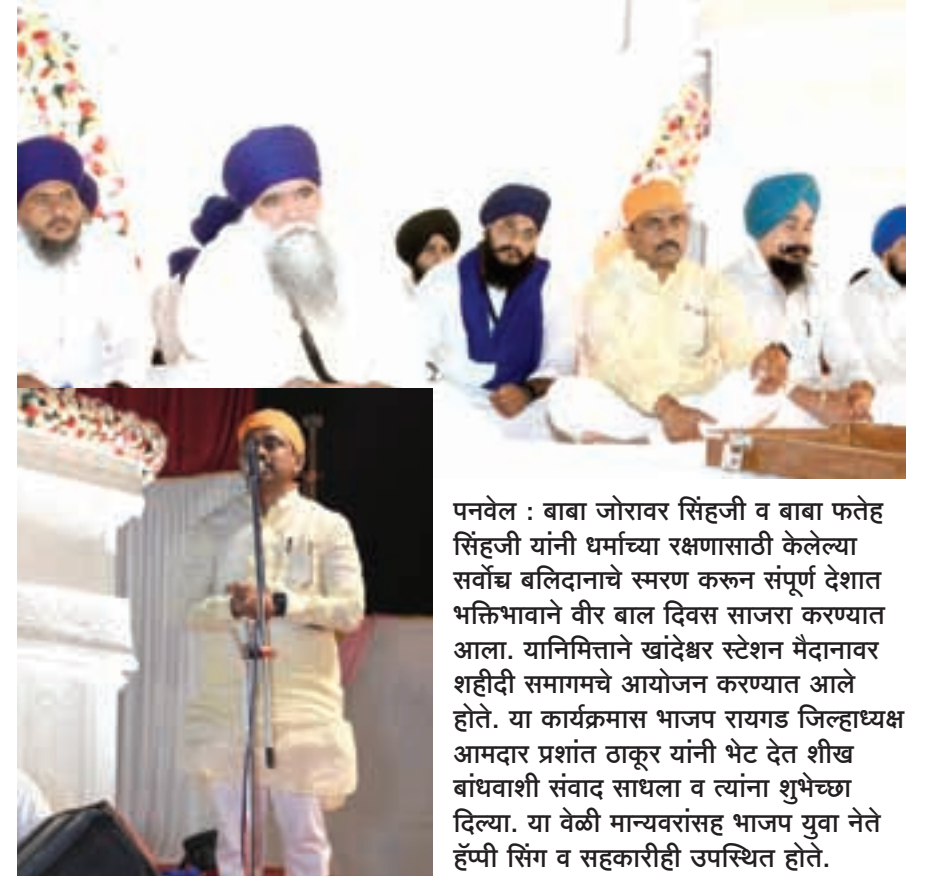 पनवेल : बाबा जोरावर सिंहजी व बाबा फतेह
सिंहजी यांनी धर्माच्या रक्षणासाठी केलेल्या
सर्वोच्च बलिदानाचे स्मरण करून संपूर्ण देशात
भक्तिभावाने वीर बाल दिवस साजरा करण्यात
आला. यानिमित्ताने खांदेश्वर स्टेशन मैदानावर
शहीदी समागमचे आयोजन करण्यात आले
होते. या कार्यक्रमास भाजप रायगड जिल्हाध्यक्ष
आमदार प्रशांत ठाकूर यांनी भेट देत शीख
बांधवाशी संवाद साधला व त्यांना शुभेच्छा
दिल्या. या वेळी मान्यवरांसह भाजप युवा नेते
हॅप्पी सिंग व सहकारीही उपस्थित होते.